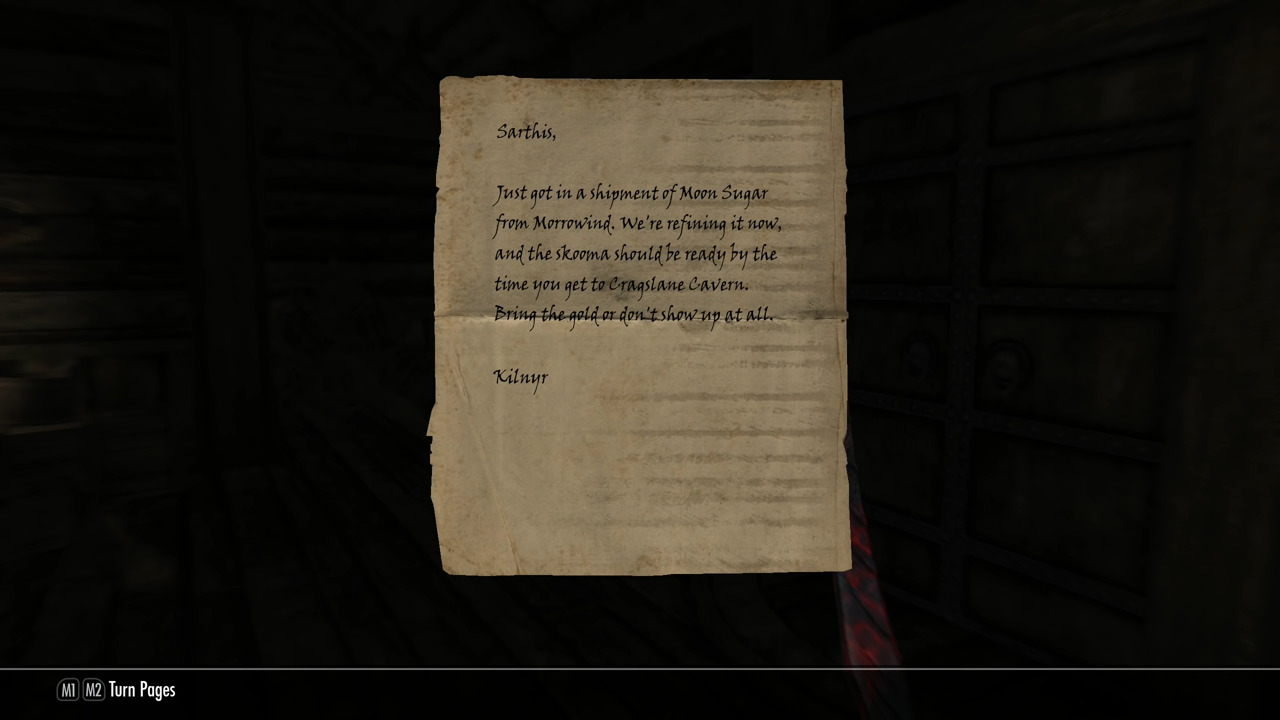 Sarthis,
Just got in a shipment of Moon Sugar
from Morrowind. We're refining it now,
and the skooma should be ready by the
time you get to Cragslane Cavern.
Bring the gold or don't show up at all.
Kilnyr
M1 M2 Turn Pages